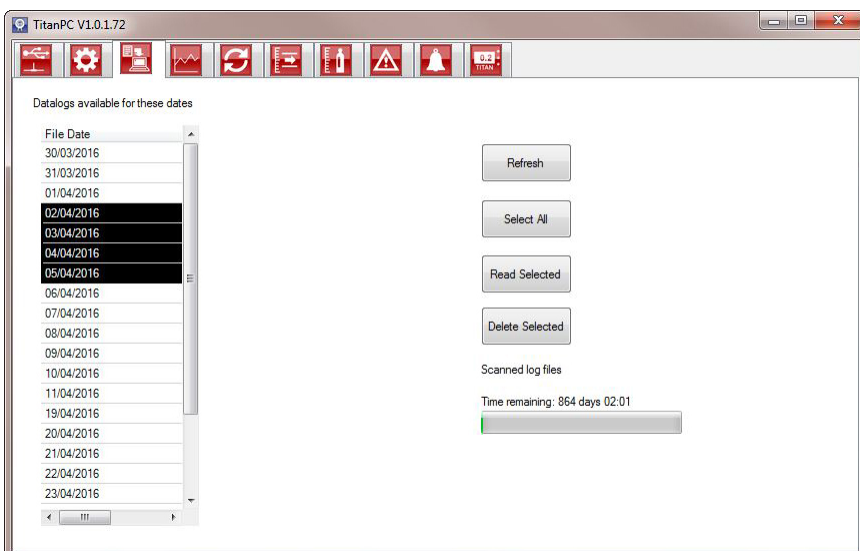 TitanPC V1.0.1.72
0.2
TITAN
Datalogs available for these dates
File Date
30/03/2016
31/03/2016
01/04/2016
02/04/2016
03/04/2016
04/04/2016
05/04/2016
06/04/2016
07/04/2016
08/04/2016
09/04/2016
10/04/2016
11/04/2016
19/04/2016
20/04/2016
21/04/2016
22/04/2016
23/04/2016
Refresh
Select All
Read Selected
Delete Selected
Scanned log files
Time remaining: 864 days 02:01